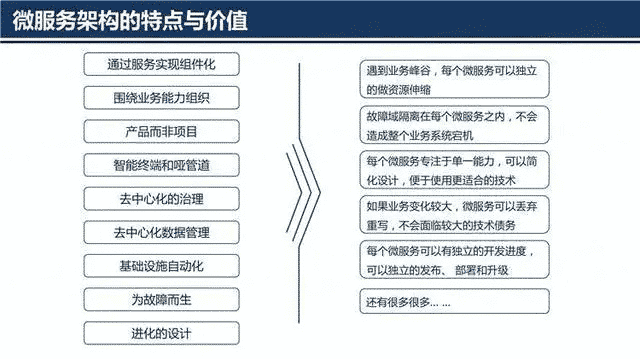 微服务架构的特点与价值
通过服务实现组件化
围绕业务能力组织
产品而非项目
智能终端和哑管道
去中心化的治理
去中心化数据管理
基础设施自动化
为故障而生
进化的设计
遇到业务峰谷，每个微服务可以独立
的做资源伸缩
故障域隔离在每个微服务之内，不会
造成整个业务系统宕机
每个微服务专注于单一能力，可以简
化设计，便于使用更适合的技术
如果业务变化较大，微服务可以丢弃
重写，不会面临较大的技术债务
每个微服务可以有独立的开发进度，
可以独立的发布、部署和升级
还有很多很多... ...